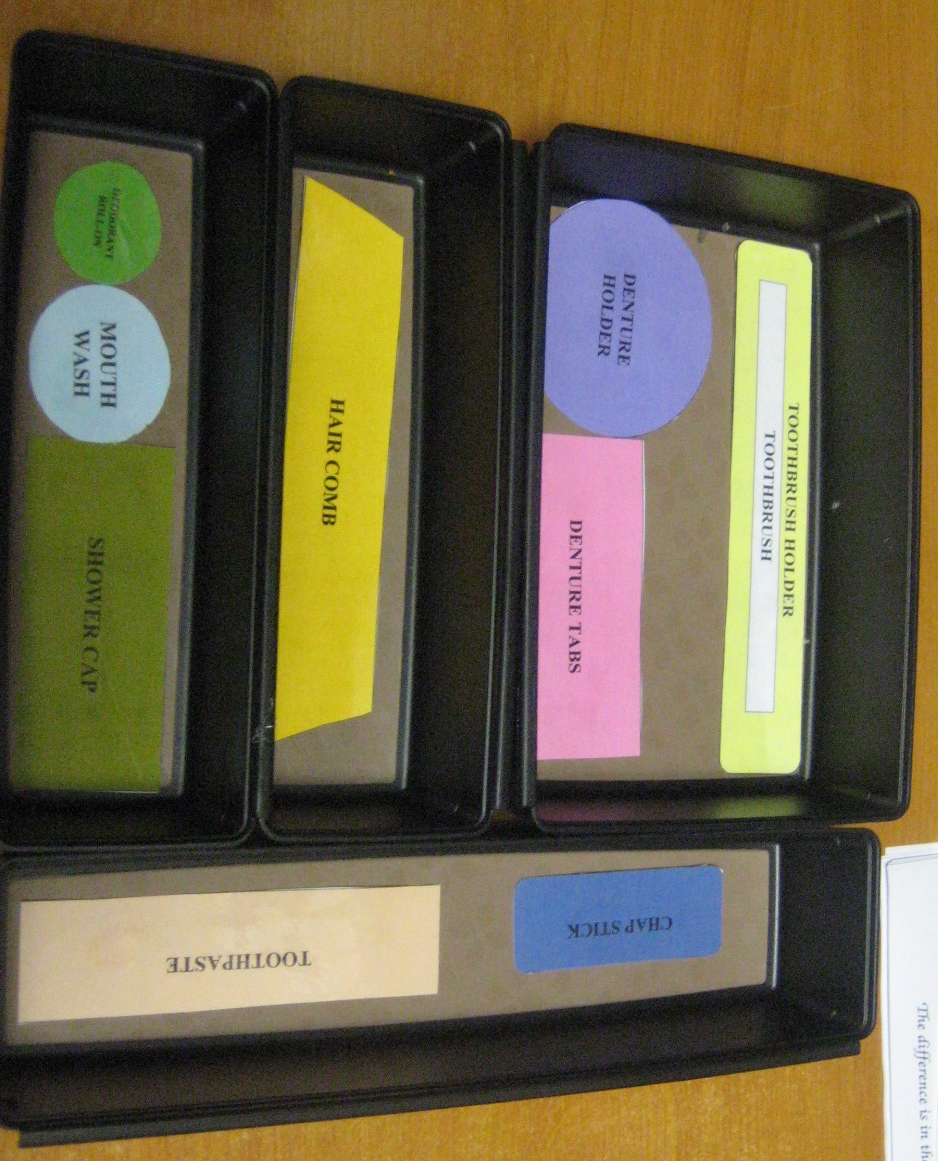 TOOTHBRUSH HOLDER
TOOTHBRUSH
DENTURE
HOLDER
DENTURE TABS
HAIR COMB
DEODORANT
ROLL-ON
MOUTH
WASH
SHOWER CAP
CHAP STICK
TOOTHPASTE
The difference is in the